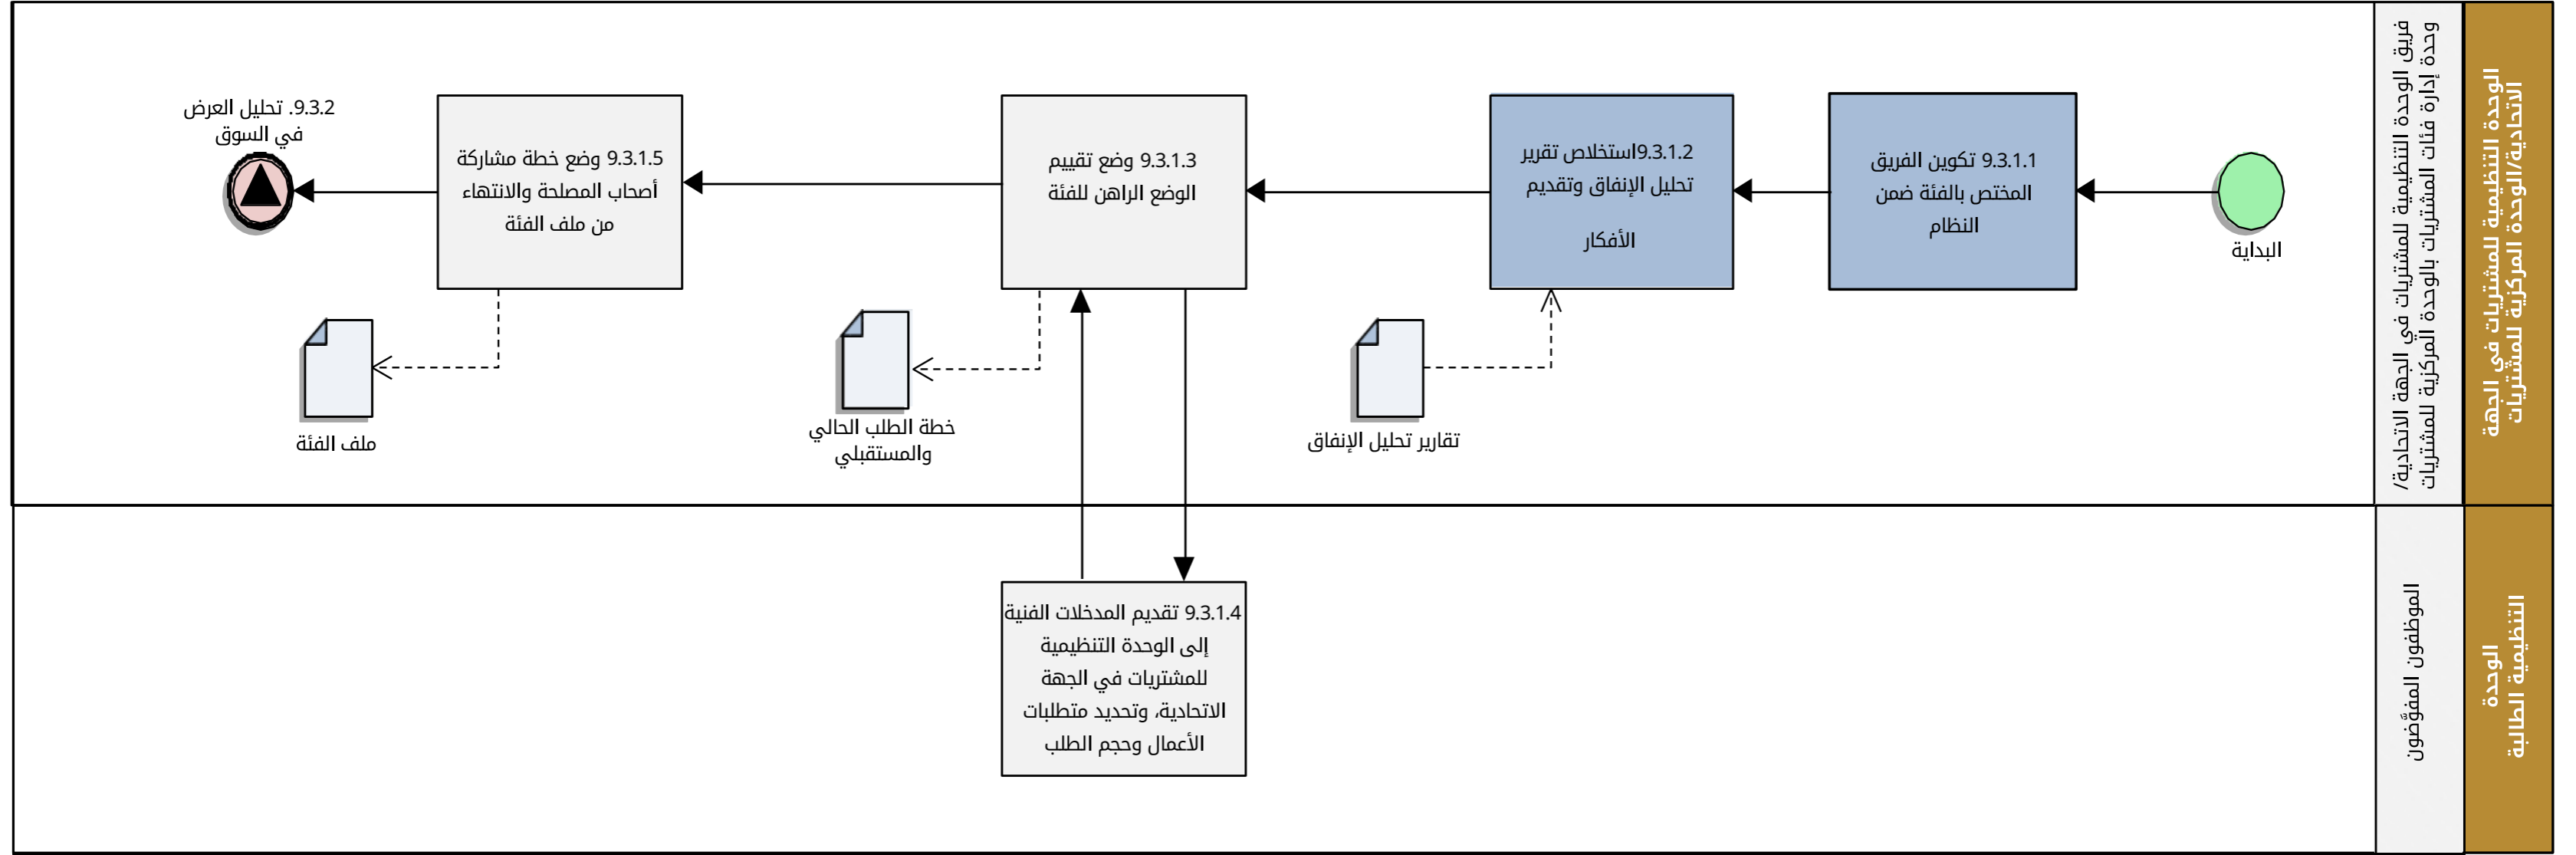 الوحدة التنظيمية للمشتريات في الجهة
الاتحادية/الوحدة المركزية للمشتريات
فريق الوحدة التنظيمية للمشتريات في الجهة الاتحادية/
وحدة إدارة فئات المشتريات بالوحدة المركزية للمشتريات
البداية
9.3.1.1 تكوين الفريق
المختص بالفئة ضمن
النظام
9.3.1.2استخلاص تقرير
تحليل الإنفاق وتقديم
الأفكار
تقارير تحليل الإنفاق
9.3.1.3 وضع تقييم
الوضع الراهن للفئة
خطة الطلب الحالي
والمستقبلي
9.3.1.5 وضع خطة مشاركة
أصحاب المصلحة والانتهاء
من ملف الفئة
ملف الفئة
9.3.2. تحليل العرض
في السوق
الوحدة
التنظيمية الطالبة
الموظفون المفوَّضون
9.3.1.4 تقديم المدخلات الفنية
إلى الوحدة التنظيمية
للمشتريات في الجهة
الاتحادية، وتحديد متطلبات
الأعمال وحجم الطلب